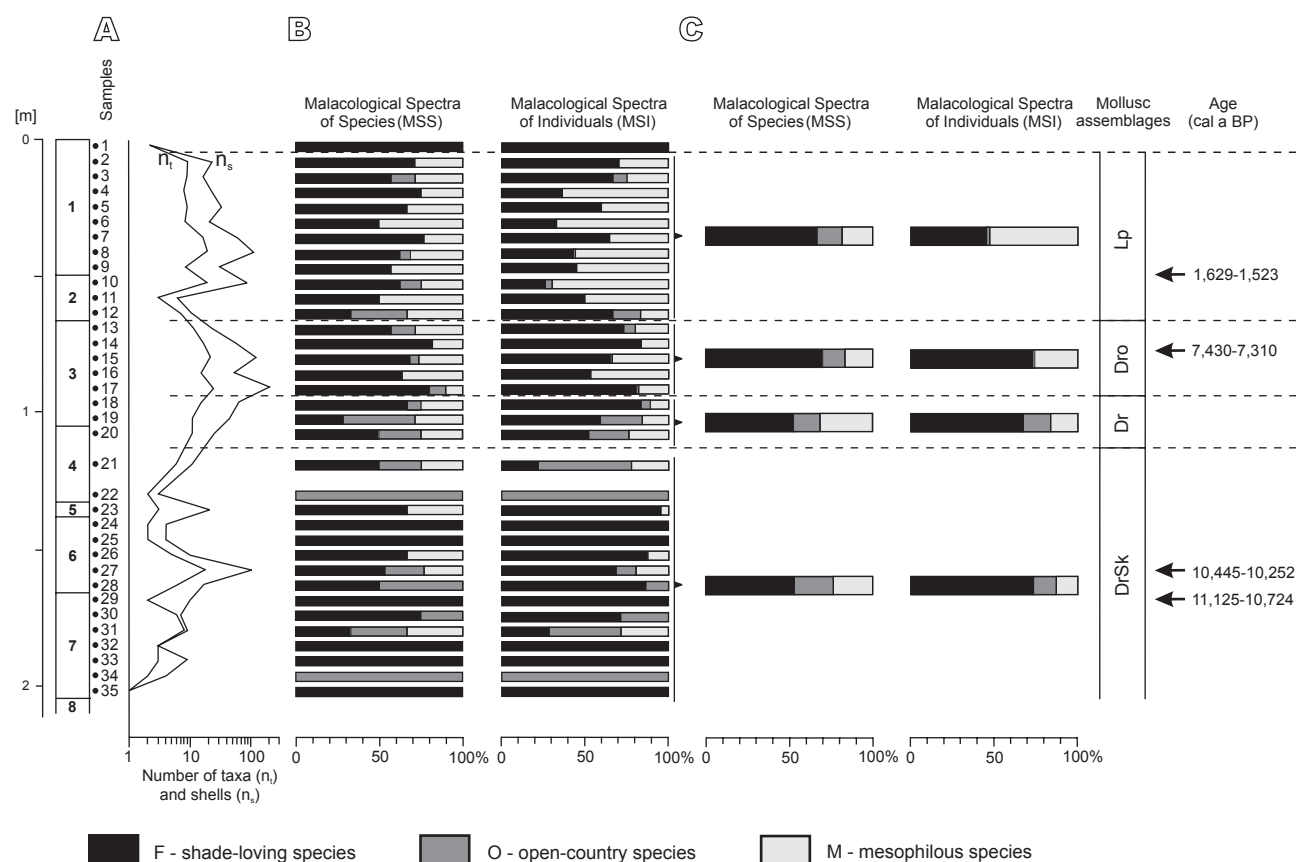 A
B
C
[m]
Samples
Malacological Spectra
of Species (MSS)
Malacological Spectra
of Individuals (MSI)
Malacological Spectra
of Species (MSS)
Malacological Spectra
of Individuals (MSI)
Mollusc
assemblages
Age
(cal a BP)
0
1
2
nt
ns
1
2
3
4
5
6
7
8
1
2
3
4
5
6
7
8
9
10
11
12
13
14
15
16
17
18
19
20
21
22
23
24
25
26
27
28
29
30
31
32
33
34
35
Lp
Dro
Dr
DrSk
1,629-1,523
7,430-7,310
10,445-10,252
11,125-10,724
1 10 100
0 50 100%
0 50 100%
0 50 100%
0 50 100%
Number of taxa (nt)
and shells (ns)
F - shade-loving species
O - open-country species
M - mesophilous species